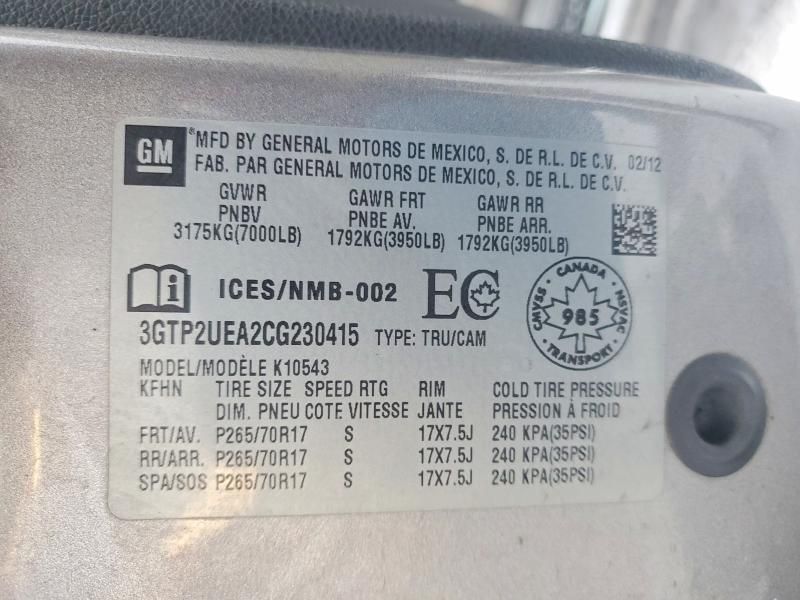 GM
®MFD BY GENERAL MOTORS DE MEXICO, S. DE R.L. DE C.V. 02/12
FAB. PAR GENERAL MOTORS DE MEXICO, S. DE R.L. DE C.V.
GVWR GAWR FRT GAWR RR
PNBV PNBE AV. PNBE ARR.
3175KG(7000LB) 1792KG(3950LB) 1792KG(3950LB)
i ICES/NMB-002 EC CANADA CMVSS NSVAC 985 TRANSPORT
3GTP2UEA2CG230415 TYPE: TRU/CAM
MODEL/MODÈLE K10543
KFHN TIRE SIZE SPEED RTG RIM COLD TIRE PRESSURE
DIM. PNEU COTE VITESSE JANTE PRESSION À FROID
FRT/AV. P265/70R17 S 17X7.5J 240 KPA(35PSI)
RR/ARR. P265/70R17 S 17X7.5J 240 KPA(35PSI)
SPA/SOS P265/70R17 S 17X7.5J 240 KPA(35PSI)